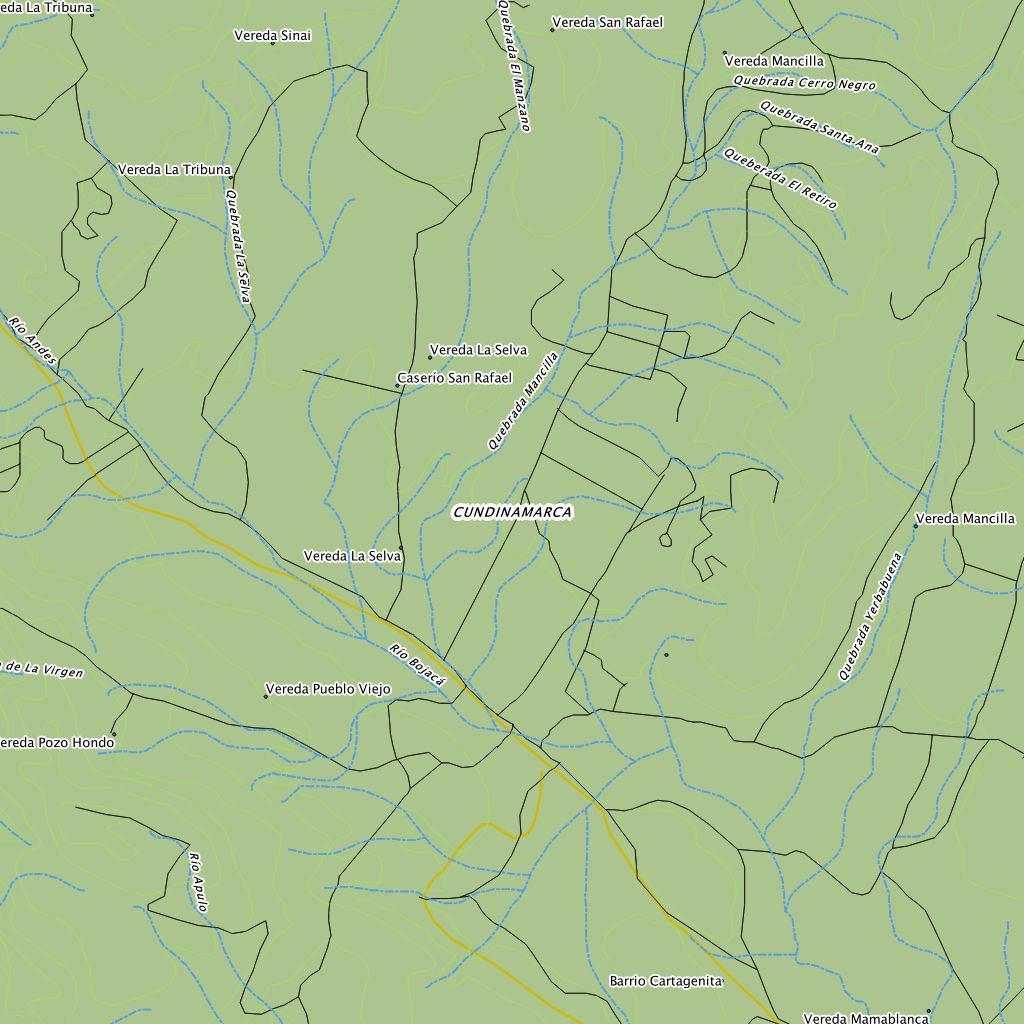 eda La Tribuna
Vereda San Rafael
Vereda Sinai
Quebrada El Manzano
Vereda Mancilla
Quebrada Cerro Negro
Quebrada Santa Ana
Vereda La Tribuna
Queberada El Retiro
Quebrada La Selva
Río Andes
Vereda La Selva
Caserío San Rafael
Quebrada Mancilla
CUNDINAMARCA
Vereda Mancilla
Vereda La Selva
Quebrada Yerbabuena
Río Bojacá
de La Virgen
Vereda Pueblo Viejo
ereda Pozo Hondo
Río Apulo
Barrio Cartagenita
Vereda Mamablanca